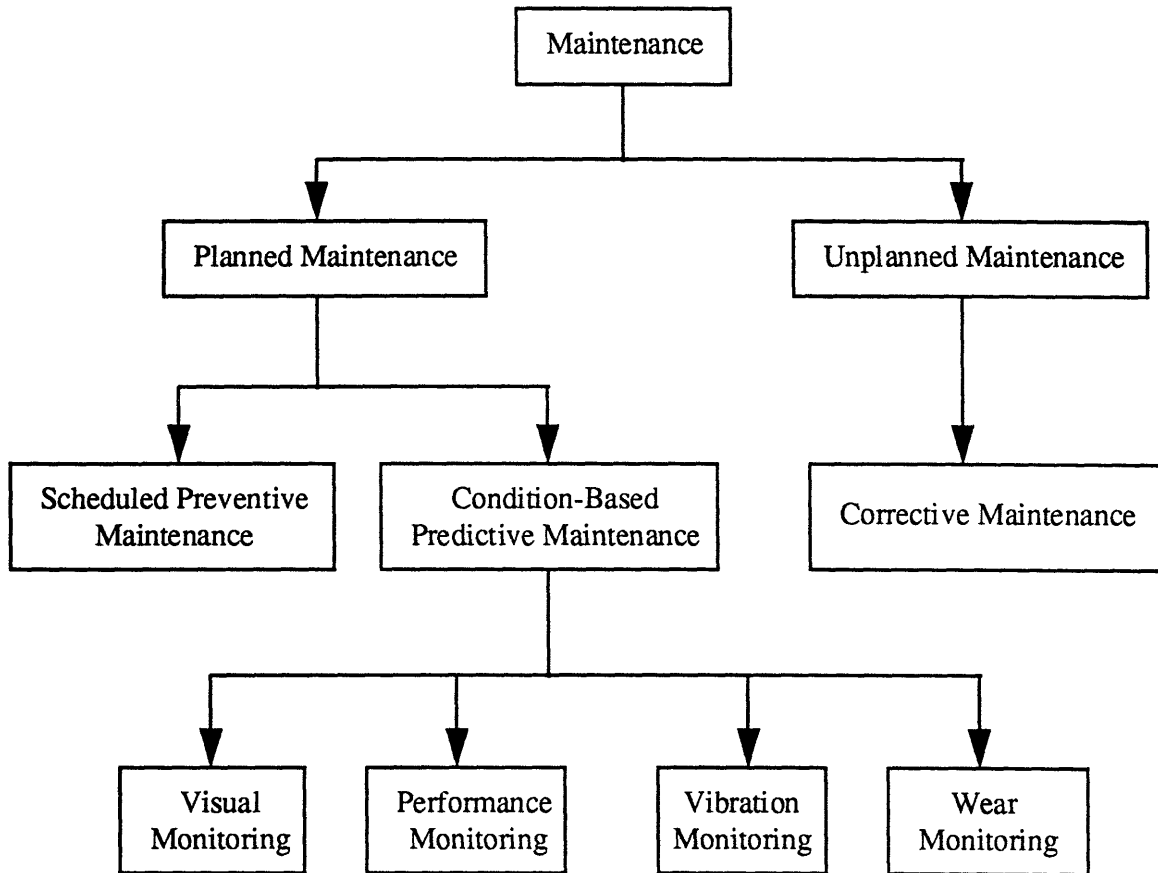 Maintenance
Planned Maintenance
Unplanned Maintenance
Scheduled Preventive
Maintenance
Condition-Based
Predictive Maintenance
Corrective Maintenance
Visual
Monitoring
Performance
Monitoring
Vibration
Monitoring
Wear
Monitoring